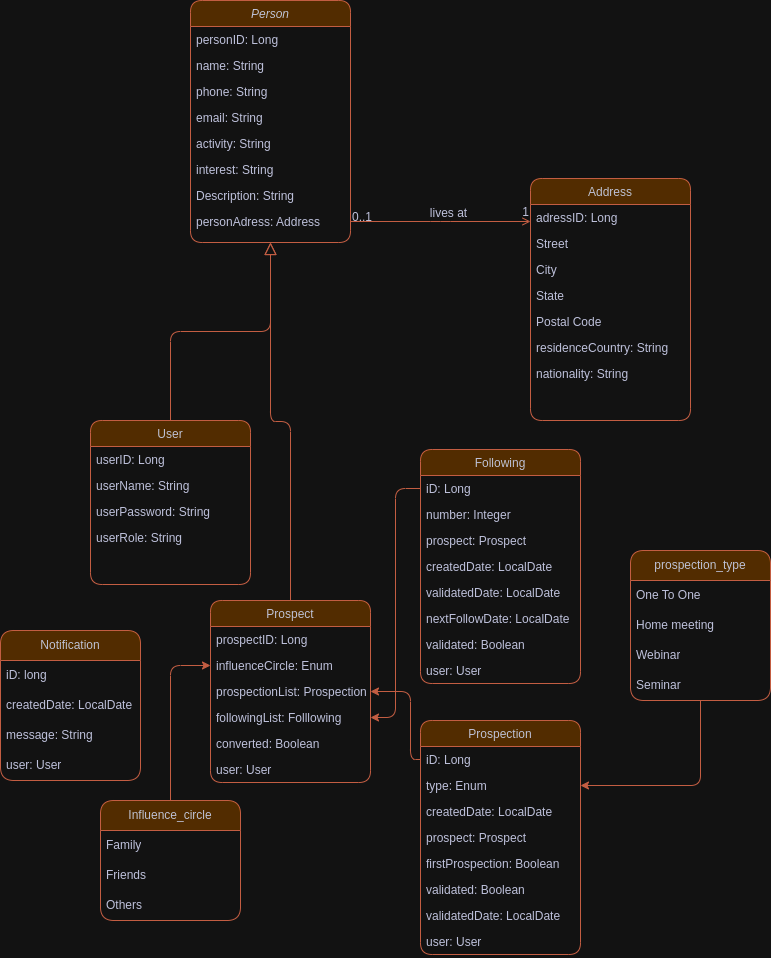 Person
personID: Long
name: String
phone: String
email: String
activity: String
interest: String
Description: String
personAdress: Address
0..1
lives at
1
Address
adressID: Long
Street
City
State
Postal Code
residenceCountry: String
nationality: String
User
userID: Long
userName: String
userPassword: String
userRole: String
Following
iD: Long
number: Integer
prospect: Prospect
createdDate: LocalDate
validatedDate: LocalDate
nextFollowDate: LocalDate
validated: Boolean
user: User
prospection_type
One To One
Home meeting
Webinar
Seminar
Prospect
prospectID: Long
influenceCircle: Enum
prospectionList: Prospection
followingList: Folllowing
converted: Boolean
user: User
Notification
iD: long
createdDate: LocalDate
message: String
user: User
Prospection
iD: Long
type: Enum
createdDate: LocalDate
prospect: Prospect
firstProspection: Boolean
validated: Boolean
validatedDate: LocalDate
user: User
Influence_circle
Family
Friends
Others